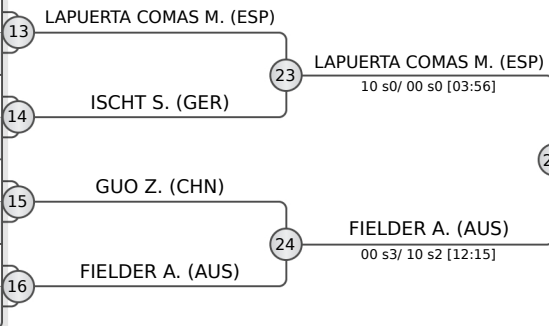 13
LAPUERTA COMAS M. (ESP)
23
LAPUERTA COMAS M. (ESP)
10 s0/ 00 s0 [03:56]
14
ISCHT S. (GER)
2
15
GUO Z. (CHN)
24
FIELDER A. (AUS)
00 s3/ 10 s2 [12:15]
16
FIELDER A. (AUS)